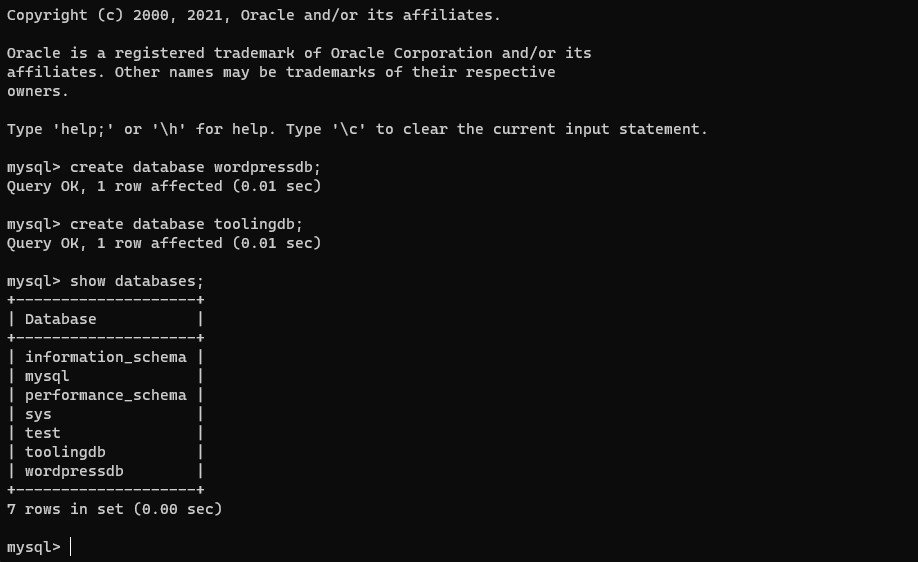 Copyright (c) 2000, 2021, Oracle and/or its affiliates.
Oracle is a registered trademark of Oracle Corporation and/or its
affiliates. Other names may be trademarks of their respective
owners.
Type 'help;' or '\h' for help. Type '\c' to clear the current input statement.
mysql> create database wordpressdb;
Query OK, 1 row affected (0.01 sec)
mysql> create database toolingdb;
Query OK, 1 row affected (0.01 sec)
mysql> show databases;
+--------------------+
| Database           |
+--------------------+
| information_schema |
| mysql              |
| performance_schema |
| sys                |
| test               |
| toolingdb          |
| wordpressdb        |
+--------------------+
7 rows in set (0.00 sec)
mysql>